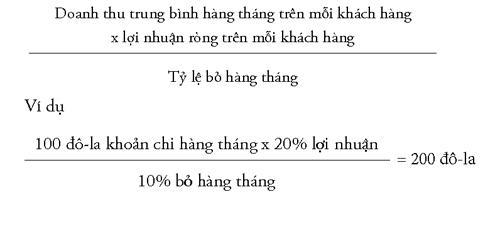 Doanh thu trung bình hàng tháng trên mỗi khách hàng
x lợi nhuận ròng trên mỗi khách hàng
Tỷ lệ bỏ hàng tháng
Ví dụ
100 đô-la khoản chi hàng tháng x 20% lợi nhuận
= 200 đô-la
10% bỏ hàng tháng